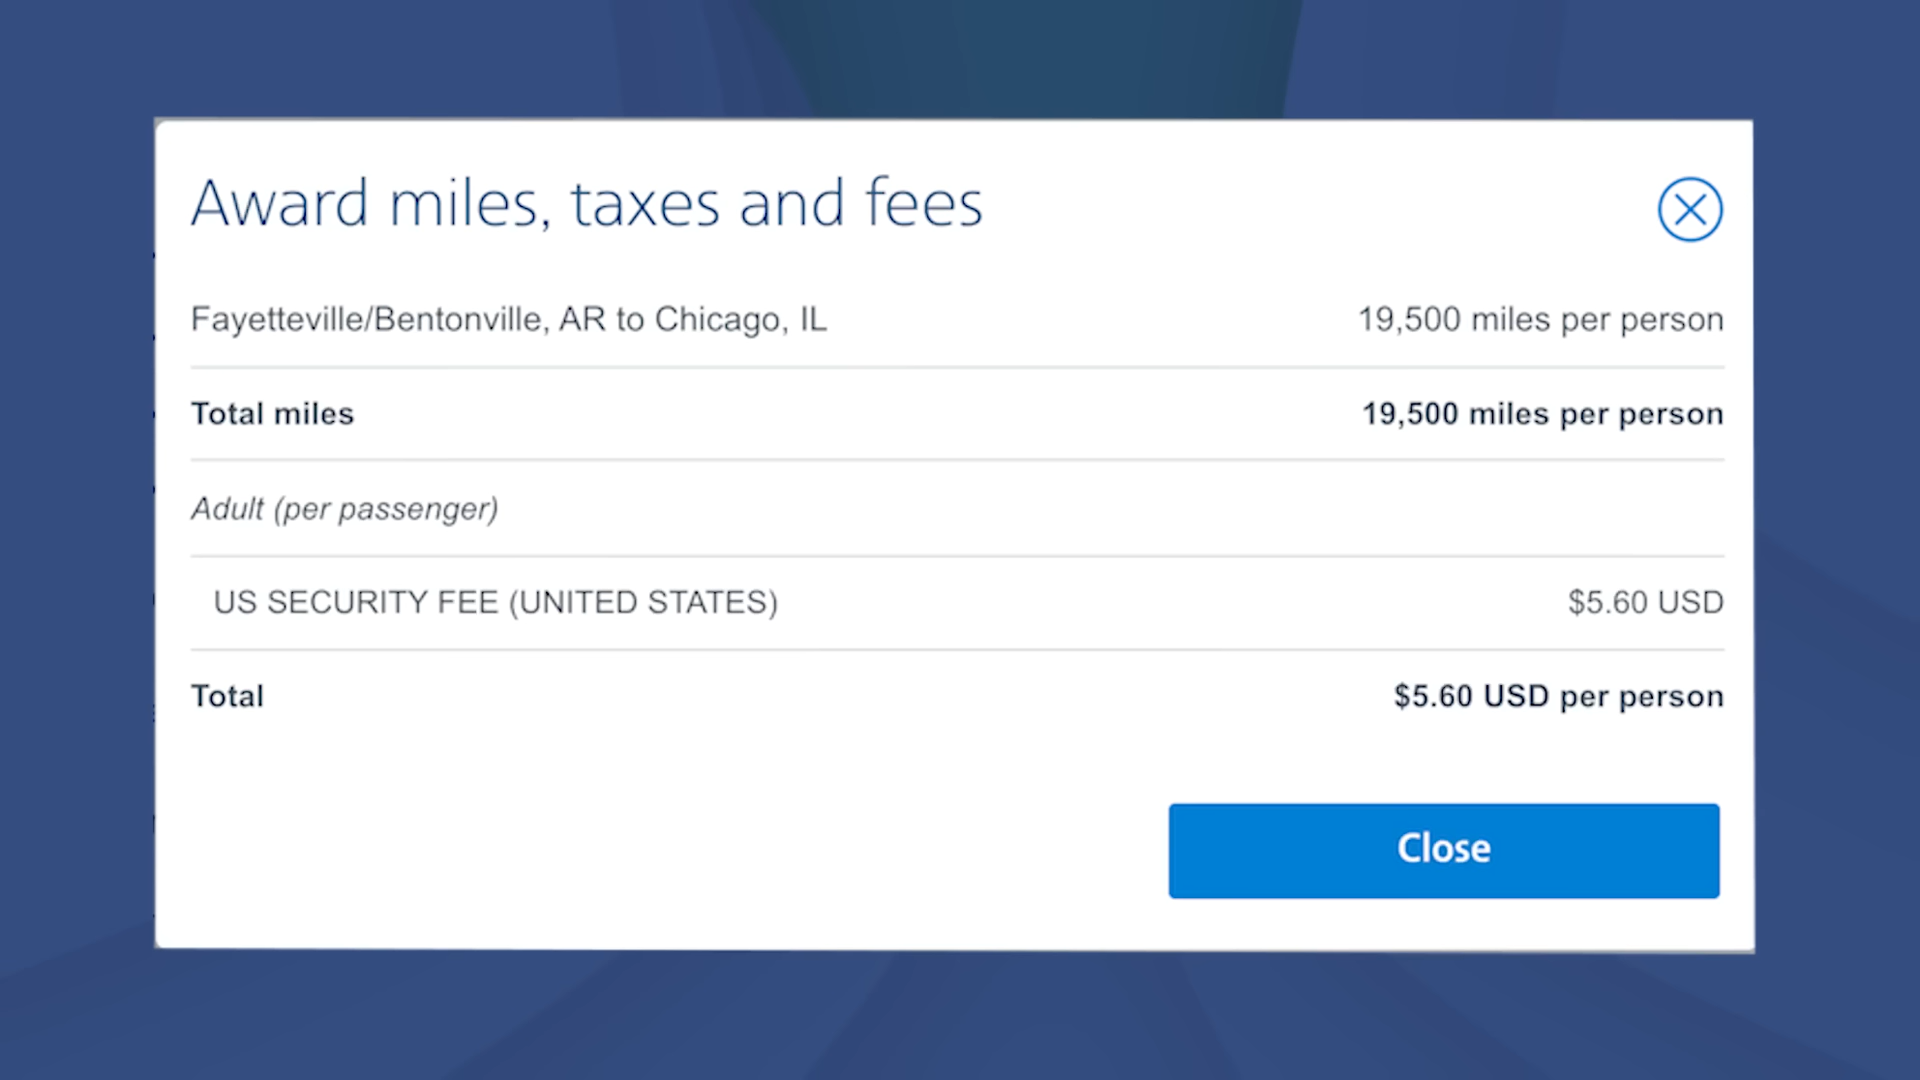 Award miles, taxes and fees
Fayetteville/Bentonville, AR to Chicago, IL 19,500 miles per person
Total miles 19,500 miles per person
Adult (per passenger)
US SECURITY FEE (UNITED STATES) $5.60 USD
Total $5.60 USD per person
Close